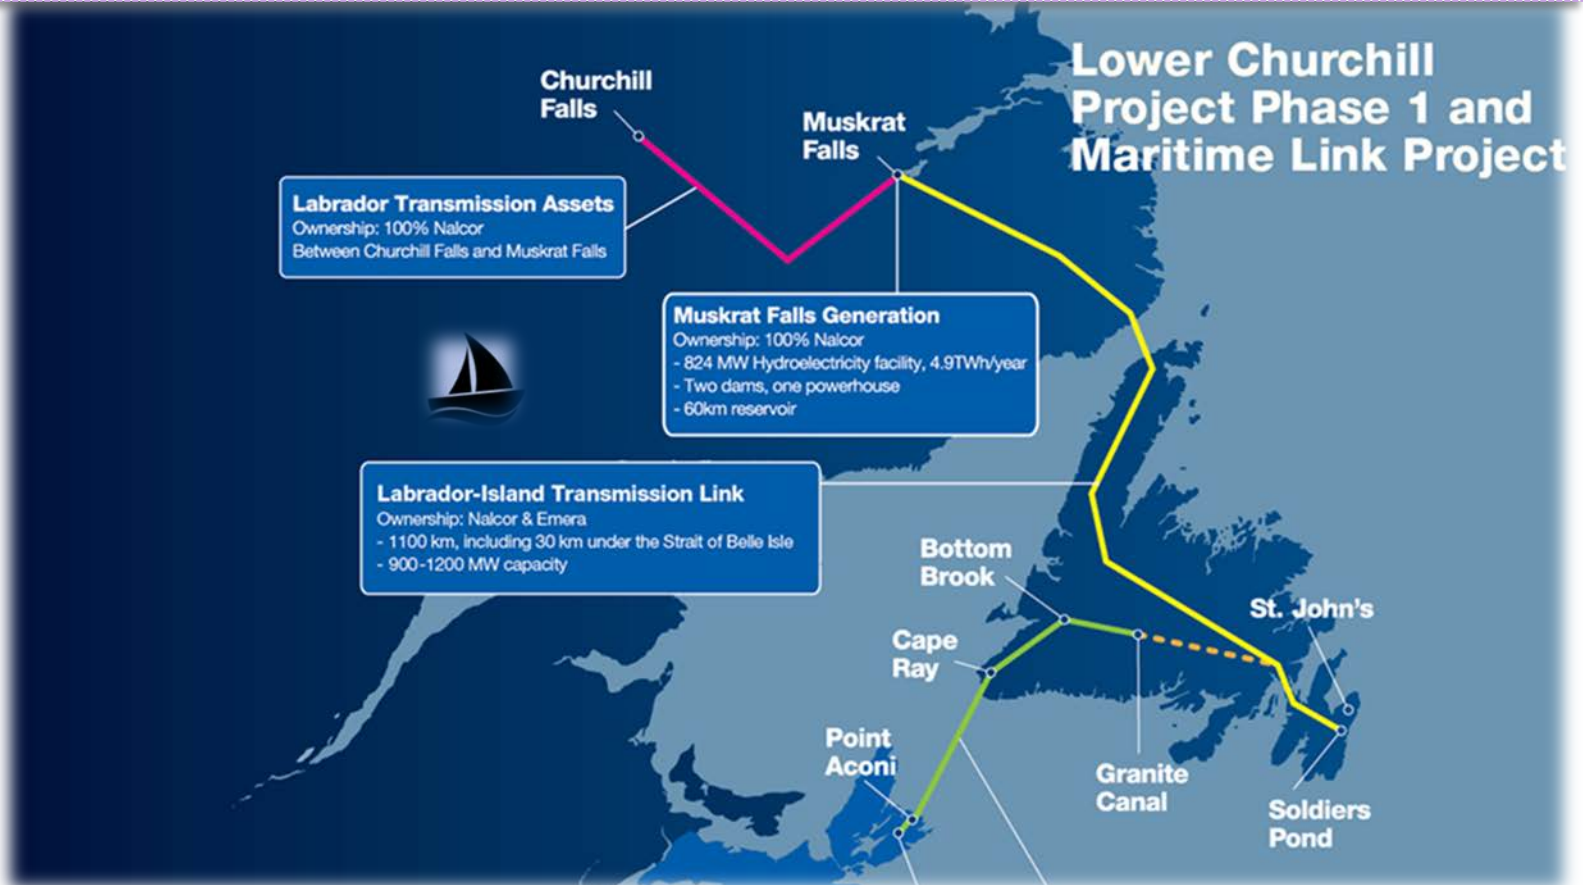 Lower Churchill
Project Phase 1 and
Maritime Link Project
Churchill
Falls
Muskrat
Falls
Labrador Transmission Assets
Ownership: 100% Nalcor
Between Churchill Falls and Muskrat Falls
Muskrat Falls Generation
Ownership: 100% Nalcor
- 824 MW Hydroelectricity facility, 4.9TWh/year
- Two dams, one powerhouse
- 60km reservoir
Labrador-Island Transmission Link
Ownership: Nalcor & Emera
- 1100 km, including 30 km under the Strait of Belle Isle
- 900-1200 MW capacity
Bottom
Brook
St. John's
Cape
Ray
Point
Aconi
Granite
Canal
Soldiers
Pond